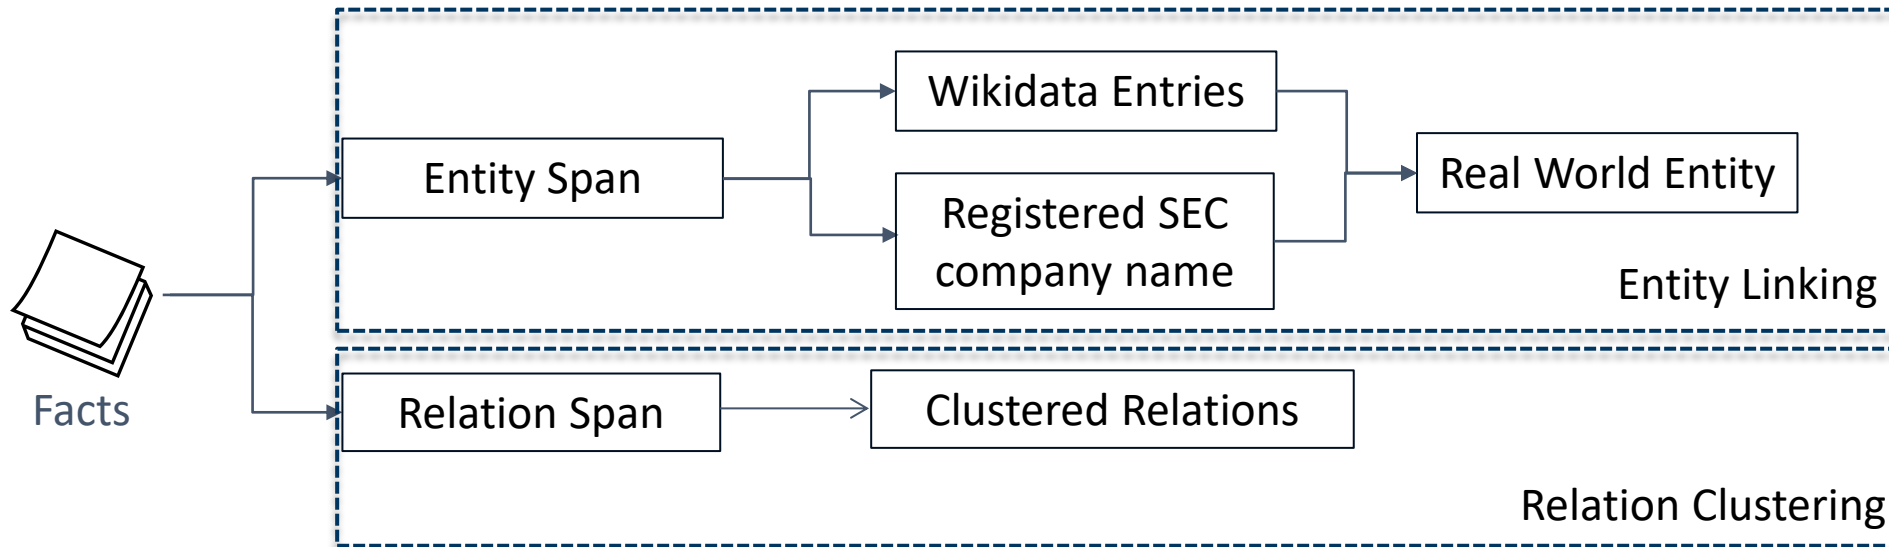 Wikidata Entries
Entity Span
Real World Entity
Registered SEC
company name
Entity Linking
Facts
Relation Span
Clustered Relations
Relation Clustering